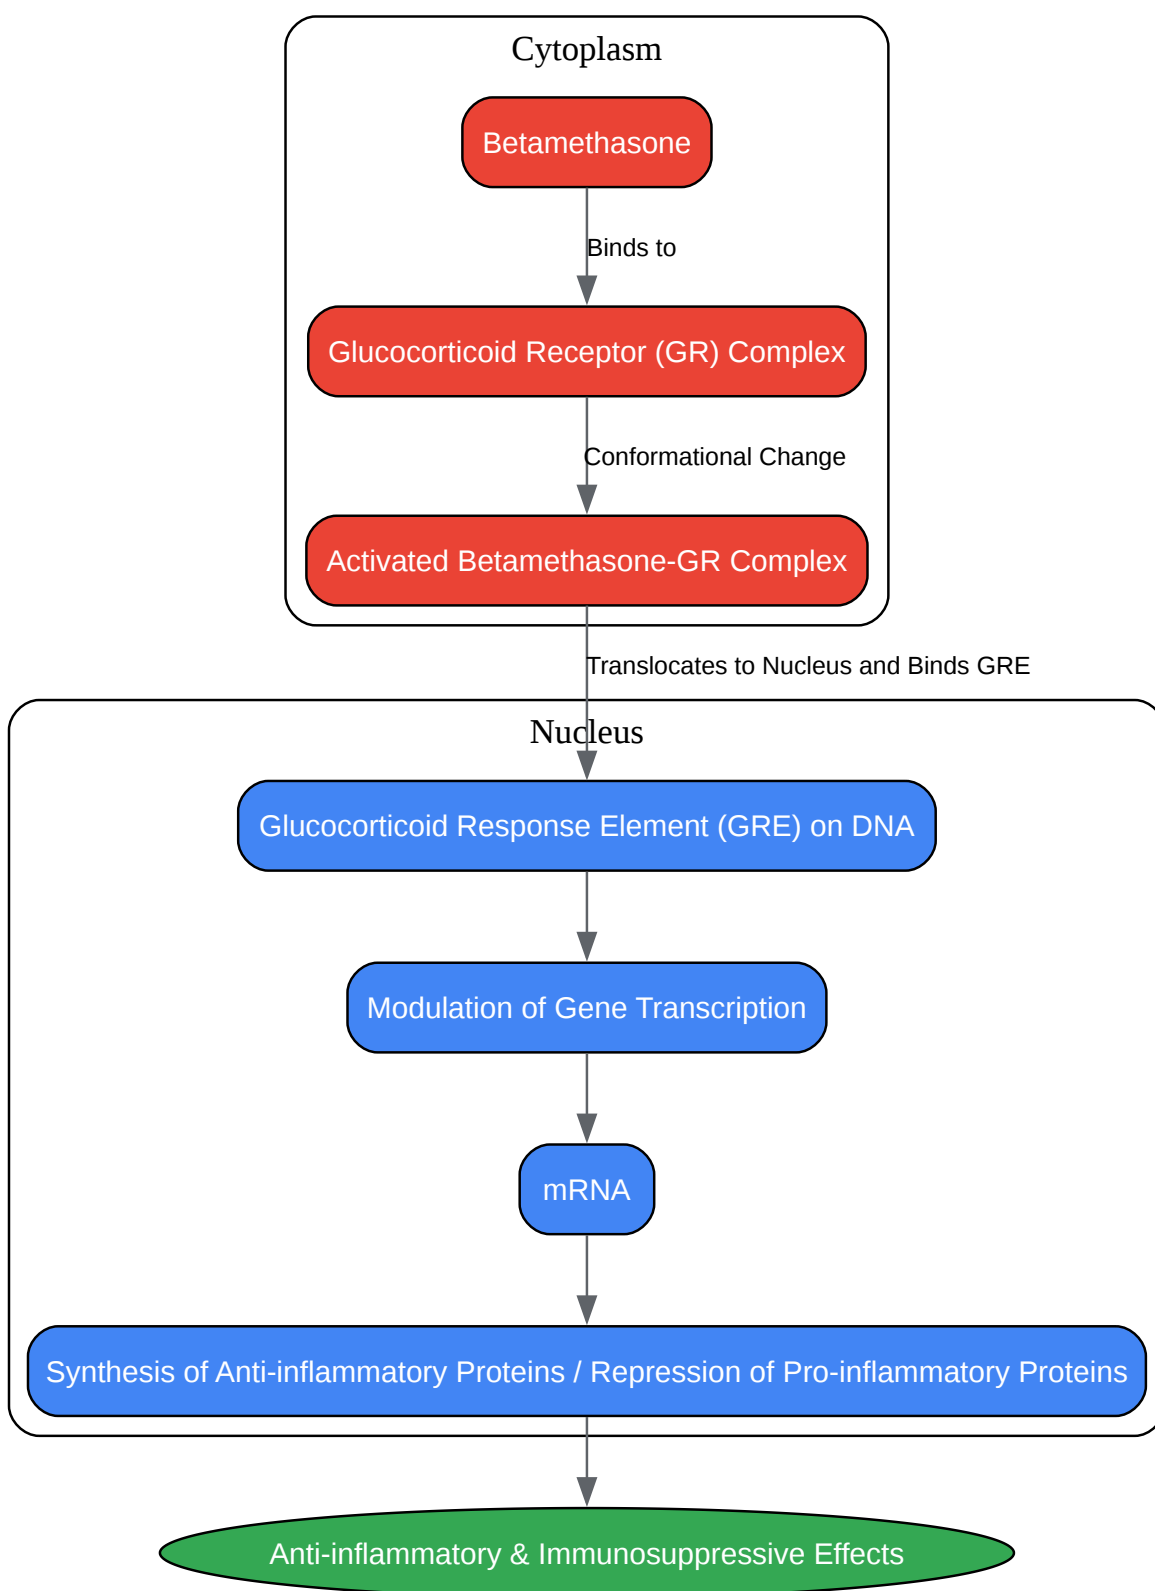 Cytoplasm
Betamethasone
Binds to
Glucocorticoid Receptor (GR) Complex
Conformational Change
Activated Betamethasone-GR Complex
Translocates to Nucleus and Binds GRE
Nucleus
Glucocorticoid Response Element (GRE) on DNA
Modulation of Gene Transcription
mRNA
Synthesis of Anti-inflammatory Proteins / Repression of Pro-inflammatory Proteins
Anti-inflammatory & Immunosuppressive Effects